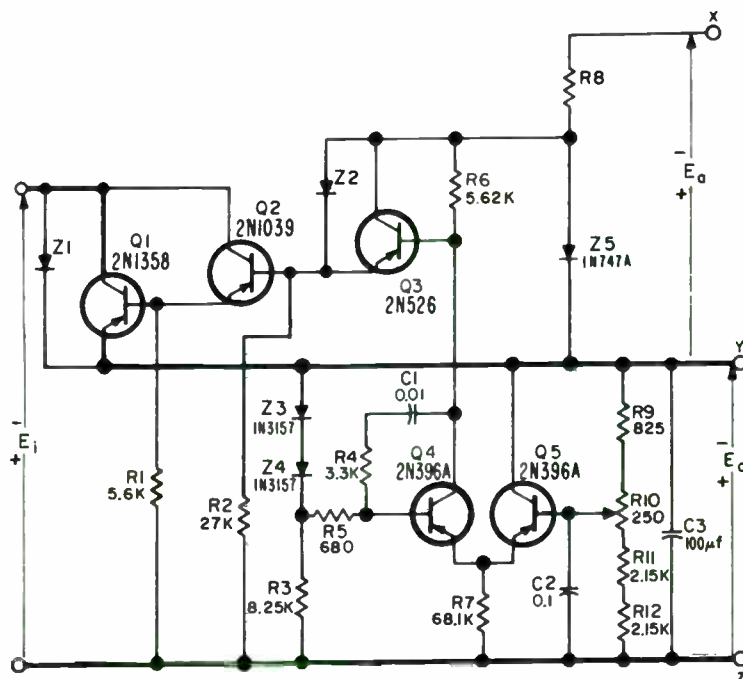 X
R8
−
Eₐ
+
Z2
R6
5.62K
Q2
2N1039
Q1
2N1358
Z1
Q3
2N526
Z5
1N747A
Y
−
Eᵢ
+
Z3
1N3157
C1
0.01
R9
825
Z4
1N3157
R4
3.3K
Q4
2N396A
Q5
2N396A
−
+
R1
5.6K
R2
27K
R5
680
R10
250
C3
100μf
R3
8.25K
R7
68.1K
C2
0.1
R11
2.15K
R12
2.15K